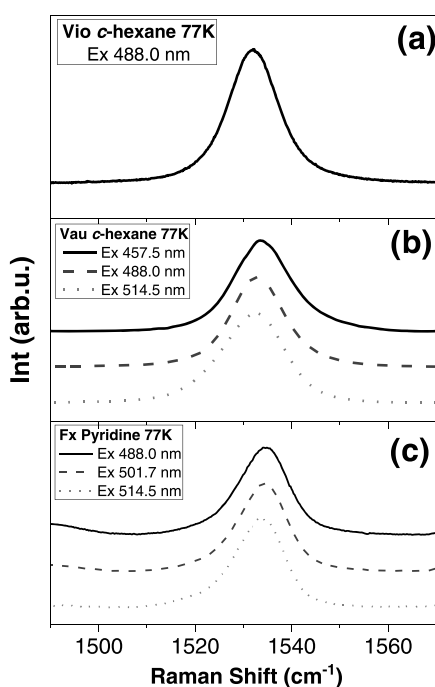 Vio c-hexane 77K
Ex 488.0 nm
(a)
Vau c-hexane 77K
Ex 457.5 nm
Ex 488.0 nm
Ex 514.5 nm
(b)
Fx Pyridine 77K
Ex 488.0 nm
Ex 501.7 nm
Ex 514.5 nm
(c)
Int (arb.u.)
1500 1520 1540 1560
Raman Shift (cm⁻¹)